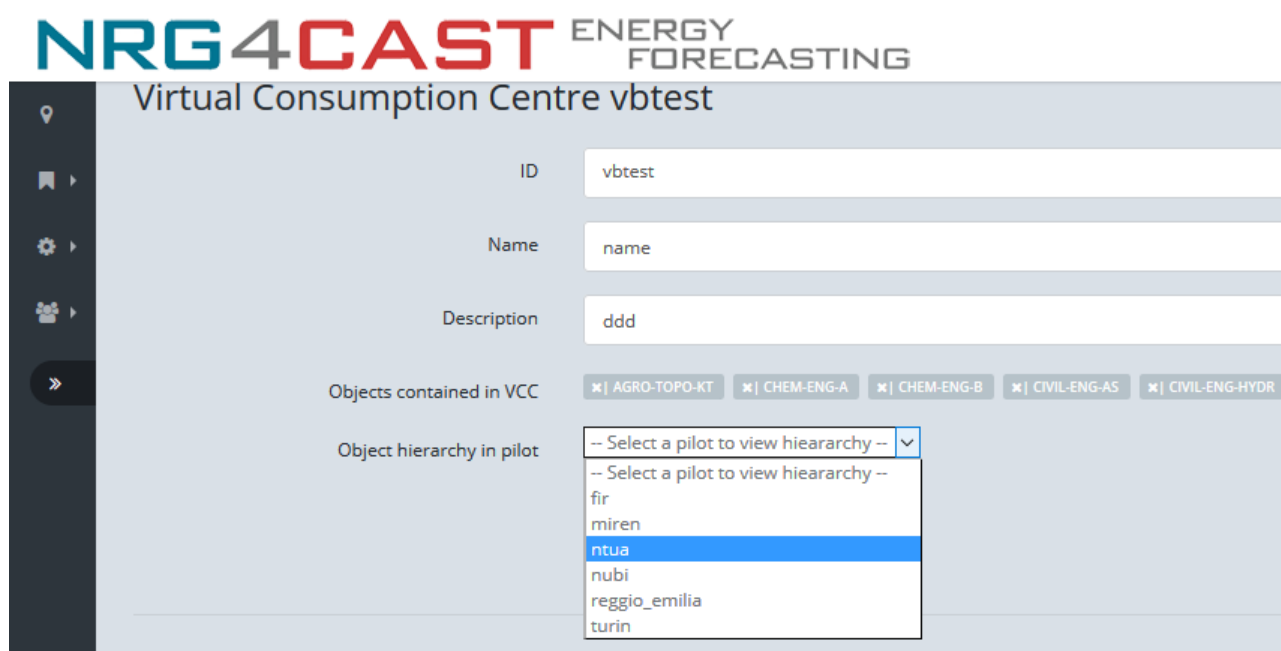 NRG4CAST ENERGY
FORECASTING
Virtual Consumption Centre vbtest
ID vbtest
Name name
Description ddd
Objects contained in VCC ✖| AGRO-TOPO-KT ✖| CHEM-ENG-A ✖| CHEM-ENG-B ✖| CIVIL-ENG-AS ✖| CIVIL-ENG-HYDR
Object hierarchy in pilot -- Select a pilot to view hieararchy --
-- Select a pilot to view hieararchy --
fir
miren
ntua
nubi
reggio_emilia
turin